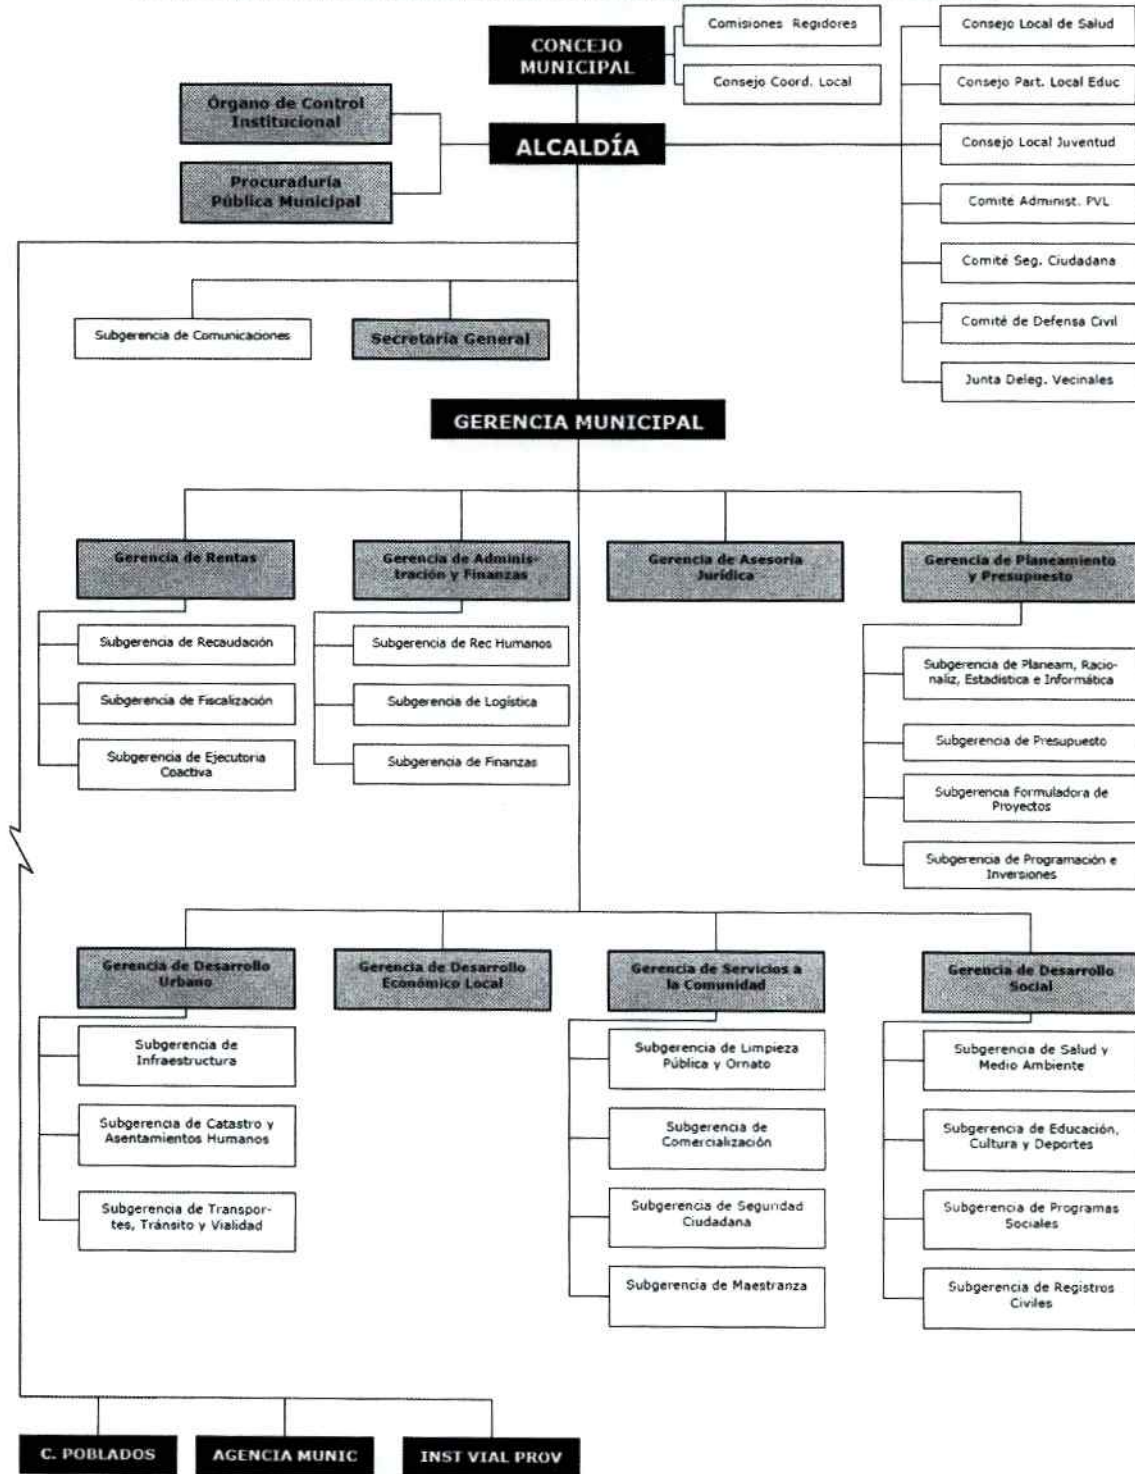 CONCEJO
MUNICIPAL
Comisiones Regidores
Consejo Coord. Local
Consejo Local de Salud
Consejo Part. Local Educ
Consejo Local Juventud
Comité Administ. PVL
Comité Seg. Ciudadana
Comité de Defensa Civil
Junta Deleg. Vecinales
Órgano de Control
Institucional
ALCALDÍA
Procuraduría
Pública Municipal
Subgerencia de Comunicaciones
Secretaría General
GERENCIA MUNICIPAL
Gerencia de Rentas
Subgerencia de Recaudación
Subgerencia de Fiscalización
Subgerencia de Ejecutoria
Coactiva
Gerencia de Adminis-
tración y Finanzas
Subgerencia de Rec Humanos
Subgerencia de Logística
Subgerencia de Finanzas
Gerencia de Asesoría
Jurídica
Gerencia de Planeamiento
y Presupuesto
Subgerencia de Planeam, Racio-
naliz, Estadística e Informática
Subgerencia de Presupuesto
Subgerencia Formuladora de
Proyectos
Subgerencia de Programación e
Inversiones
Gerencia de Desarrollo
Urbano
Subgerencia de
Infraestructura
Subgerencia de Catastro y
Asentamientos Humanos
Subgerencia de Transpor-
tes, Tránsito y Vialidad
Gerencia de Desarrollo
Económico Local
Gerencia de Servicios a
la Comunidad
Subgerencia de Limpieza
Pública y Ornato
Subgerencia de
Comercialización
Subgerencia de Seguridad
Ciudadana
Subgerencia de Maestranza
Gerencia de Desarrollo
Social
Subgerencia de Salud y
Medio Ambiente
Subgerencia de Educación,
Cultura y Deportes
Subgerencia de Programas
Sociales
Subgerencia de Registros
Civiles
C. POBLADOS
AGENCIA MUNIC
INST VIAL PROV